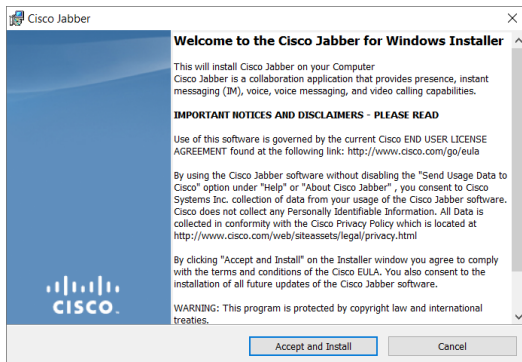 Cisco Jabber
Welcome to the Cisco Jabber for Windows Installer
This will install Cisco Jabber on your Computer
Cisco Jabber is a collaboration application that provides presence, instant
messaging (IM), voice, voice messaging, and video calling capabilities.
IMPORTANT NOTICES AND DISCLAIMERS - PLEASE READ
Use of this software is governed by the current Cisco END USER LICENSE
AGREEMENT found at the following link: http://www.cisco.com/go/eula
By using the Cisco Jabber software without disabling the "Send Usage Data to
Cisco" option under "Help" or "About Cisco Jabber" , you consent to Cisco
Systems Inc. collection of data from your usage of the Cisco Jabber software.
Cisco does not collect any Personally Identifiable Information. All Data is
collected in conformity with the Cisco Privacy Policy which is located at
http://www.cisco.com/web/siteassets/legal/privacy.html
By clicking "Accept and Install" on the Installer window you agree to comply
with the terms and conditions of the Cisco EULA. You also consent to the
installation of all future updates of the Cisco Jabber software.
WARNING: This program is protected by copyright law and international
treaties.
CISCO.
Accept and Install
Cancel